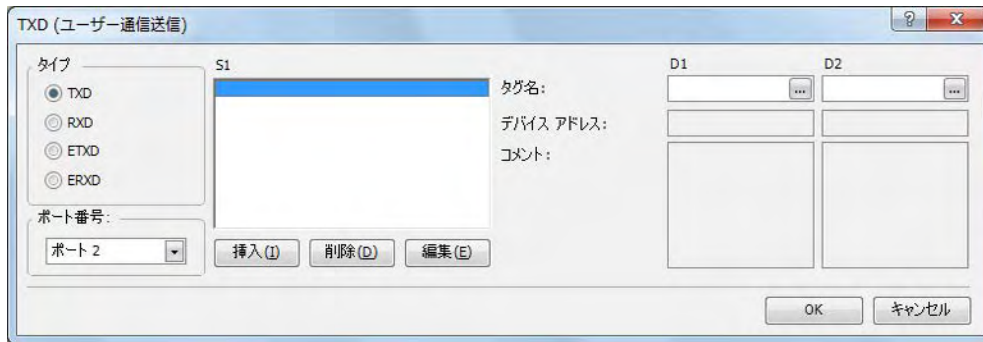 TXD (ユーザー通信送信)
タイプ
TXD
RXD
ETXD
ERXD
ポート番号:
ポート 2
S1
挿入(I)
削除(D)
編集(E)
D1
D2
タグ名:
...
...
デバイス アドレス:
コメント:
OK
キャンセル